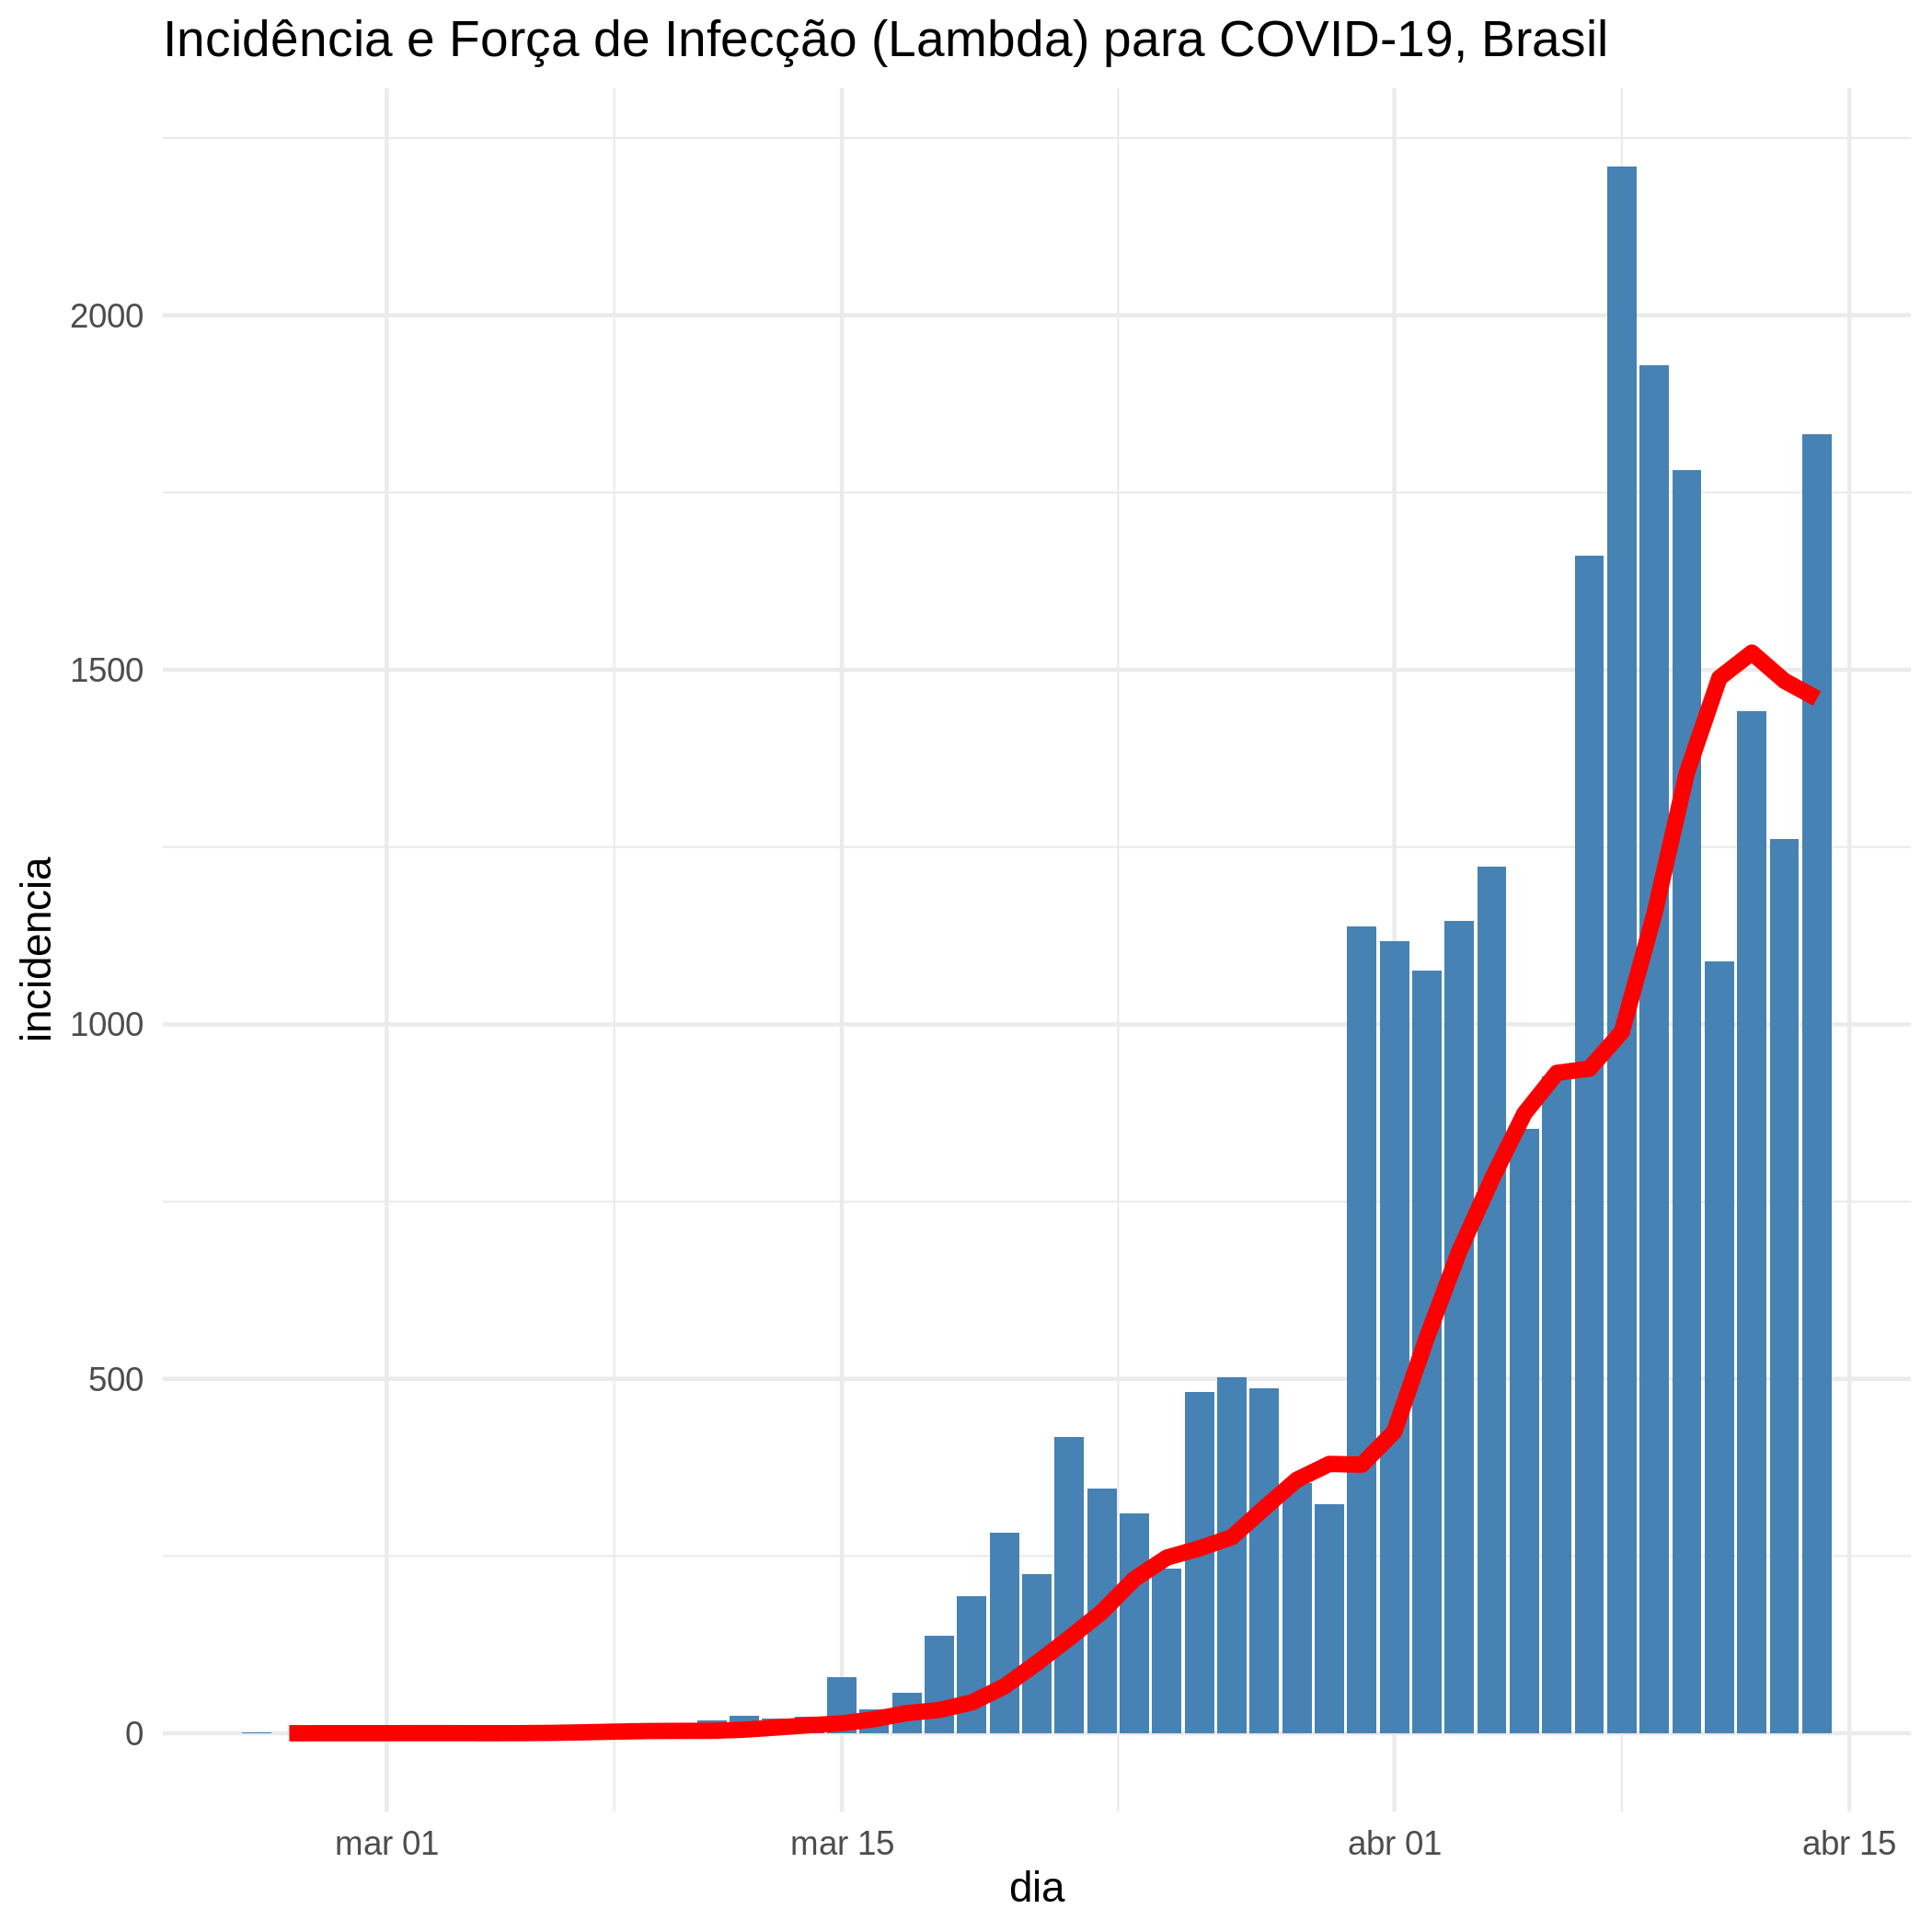 Incidência e Força de Infecção (Lambda) para COVID-19, Brasil
incidencia
2000
1500
1000
500
0
mar 01
mar 15
abr 01
abr 15
dia